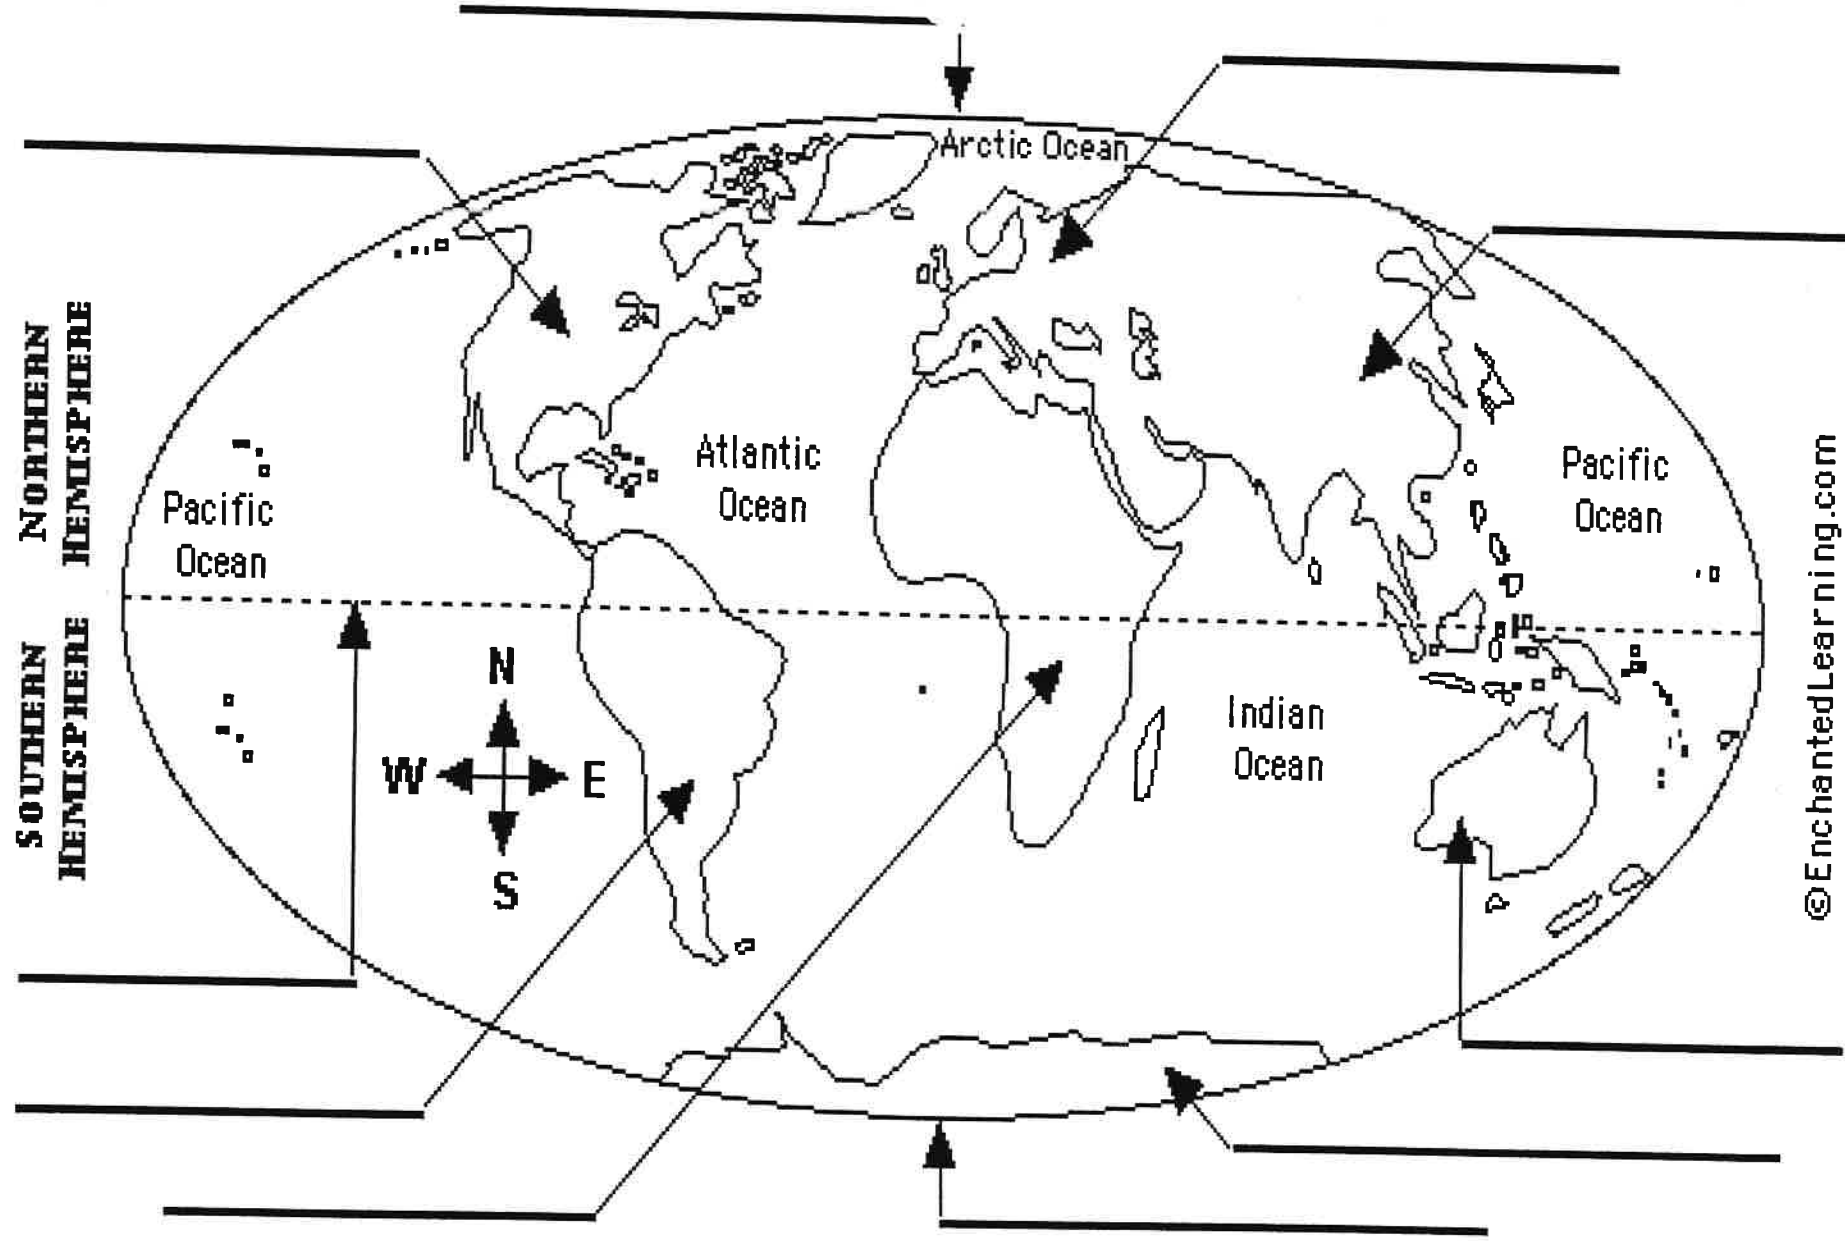 Arctic Ocean
NORTHERN
HEMISPHERE
Atlantic
Ocean
Pacific
Ocean
Pacific
Ocean
SOUTHERN
HEMISPHERE
N
W
E
S
Indian
Ocean
©EnchantedLearning.com